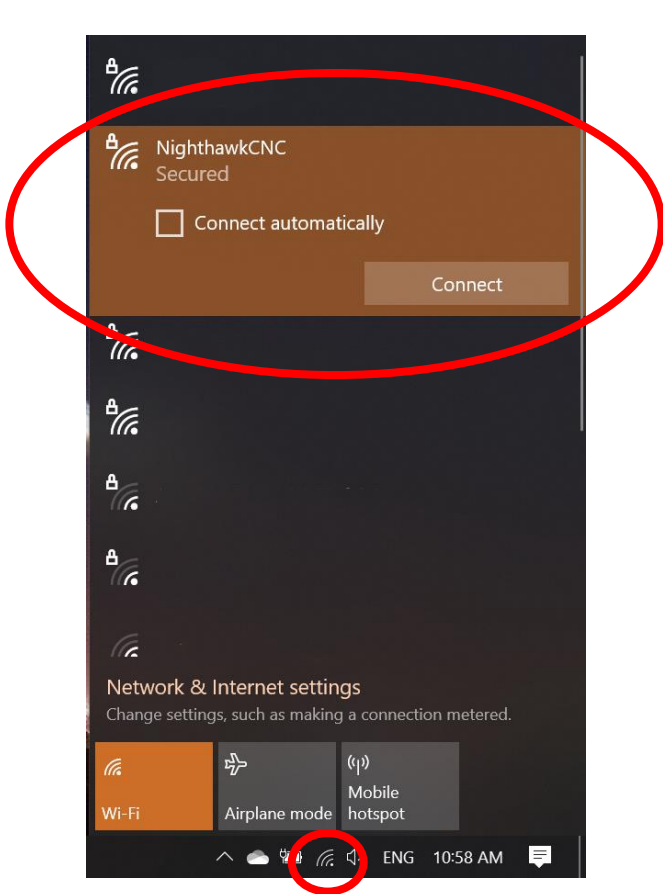 NighthawkCNC
Secured
Connect automatically
Connect
Network & Internet settings
Change settings, such as making a connection metered.
Wi-Fi
Airplane mode
Mobile
hotspot
ENG 10:58 AM